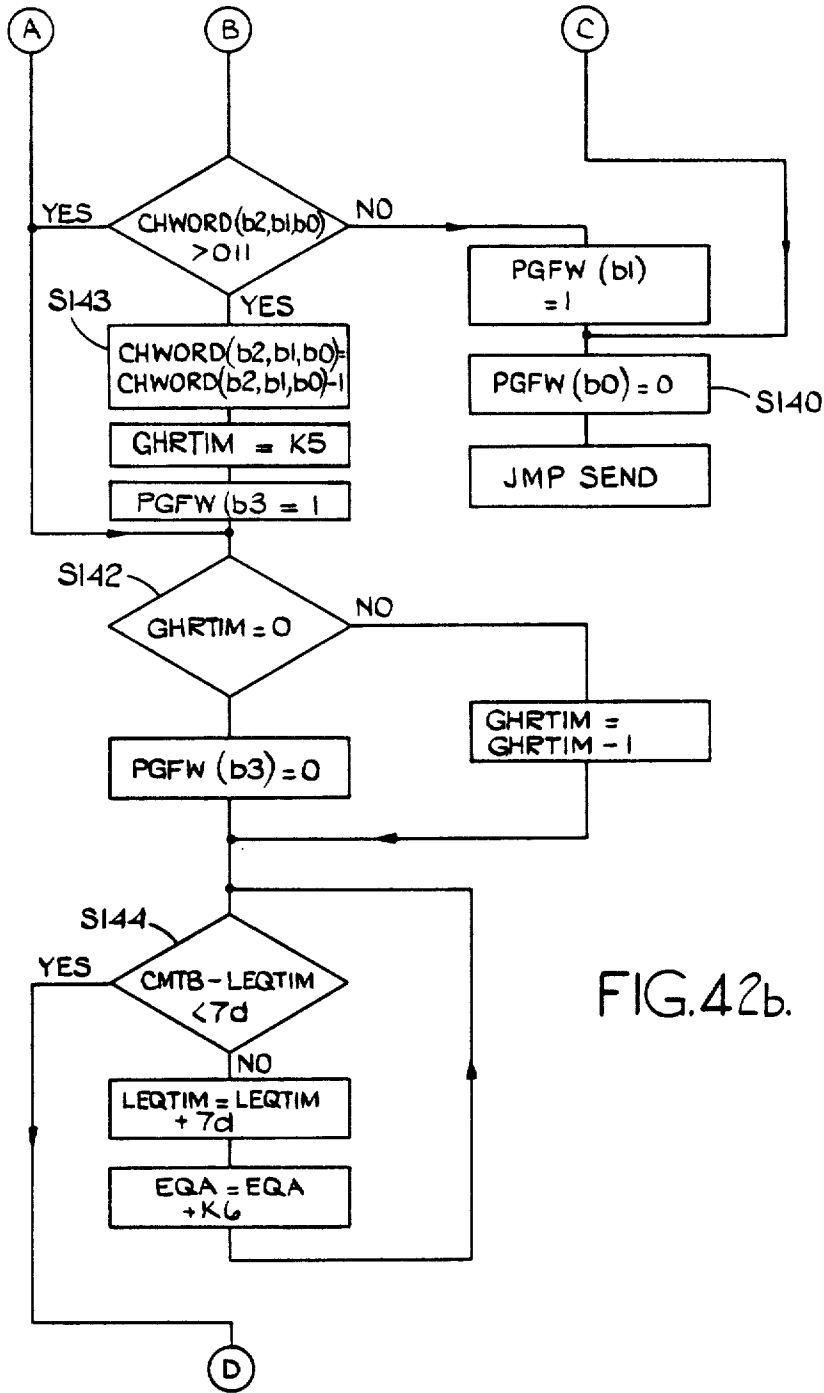 A
B
C
YES
CHWORD(b2,b1,b0)
>011
NO
YES
PGFW (b1)
=1
S143
CHWORD(b2,b1,b0)=
CHWORD(b2,b1,b0)-1
PGFW (b0) = 0
S140
GHRTIM = K5
JMP SEND
PGFW (b3 = 1
S142
GHRTIM = 0
NO
GHRTIM =
GHRTIM - 1
PGFW (b3) = 0
S144
YES
CMTB-LEQTIM
<7d
NO
FIG.42b.
LEQTIM = LEQTIM
+ 7d
EQA = EQA
+K6
D